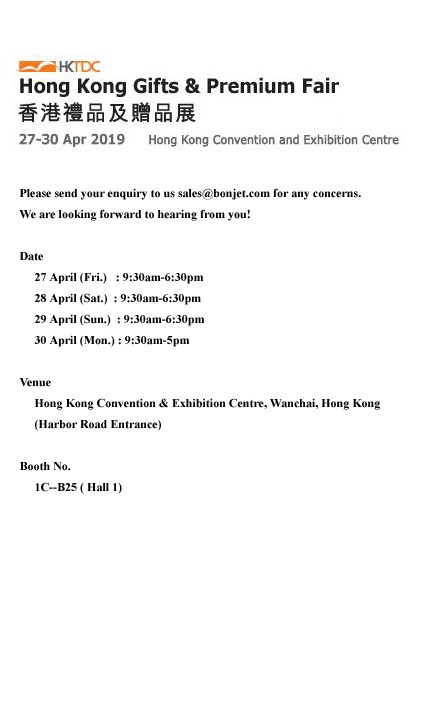 HKTDC
Hong Kong Gifts & Premium Fair
香港禮品及贈品展
27-30 Apr 2019 Hong Kong Convention and Exhibition Centre
Please send your enquiry to us sales@bonjet.com for any concerns.
We are looking forward to hearing from you!
Date
27 April (Fri.) : 9:30am-6:30pm
28 April (Sat.) : 9:30am-6:30pm
29 April (Sun.) : 9:30am-6:30pm
30 April (Mon.) : 9:30am-5pm
Venue
Hong Kong Convention & Exhibition Centre, Wanchai, Hong Kong
(Harbor Road Entrance)
Booth No.
1C--B25 ( Hall 1)